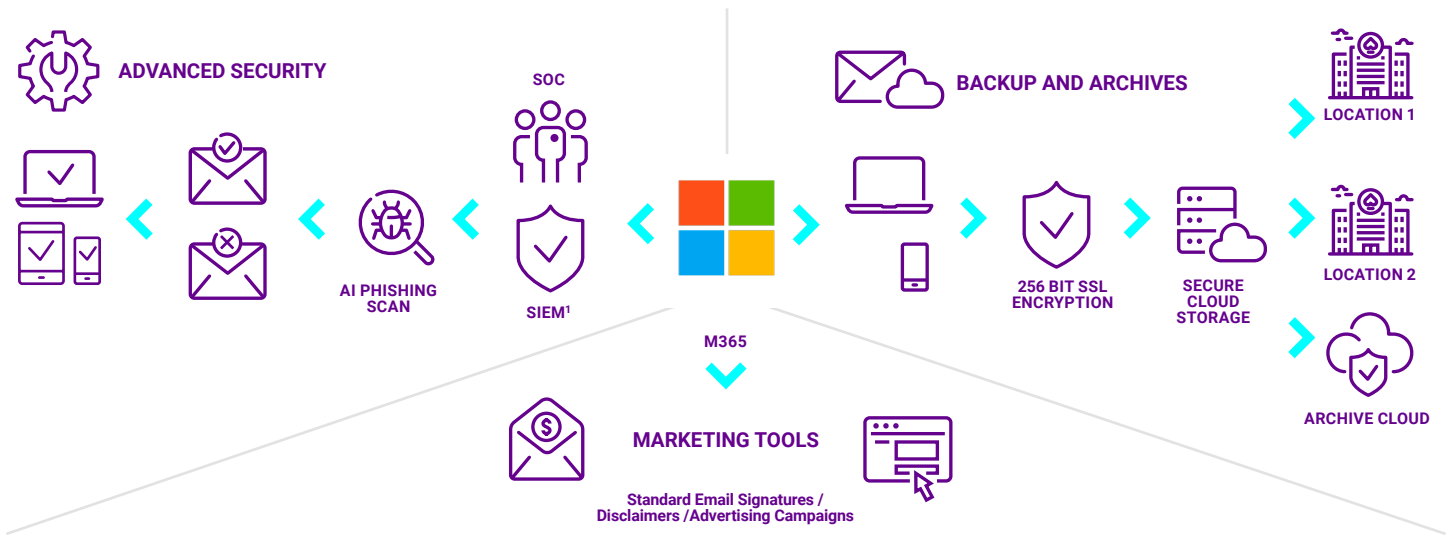 ADVANCED SECURITY
SOC
AI PHISHING
SCAN
SIEM¹
BACKUP AND ARCHIVES
256 BIT SSL
ENCRYPTION
SECURE
CLOUD
STORAGE
LOCATION 1
LOCATION 2
ARCHIVE CLOUD
M365
$
MARKETING TOOLS
Standard Email Signatures /
Disclaimers /Advertising Campaigns